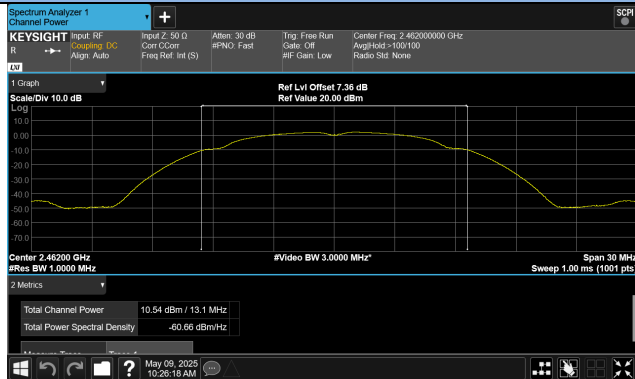 Spectrum Analyzer 1
Channel Power
SCPI
KEYSIGHT
R
LXI
Input: RF
Coupling: DC
Align: Auto
Input Z: 50 Ω
Corr CCorr
Freq Ref: Int (S)
Atten: 30 dB
#PNO: Fast
Trig: Free Run
Gate: Off
#IF Gain: Low
Center Freq: 2.462000000 GHz
Avg|Hold:>100/100
Radio Std: None
1 Graph
Scale/Div 10.0 dB
Ref Lvl Offset 7.36 dB
Ref Value 20.00 dBm
Log
10.0
0.00
-10.0
-20.0
-30.0
-40.0
-50.0
-60.0
-70.0
Center 2.46200 GHz
#Res BW 1.0000 MHz
#Video BW 3.0000 MHz*
Span 30 MHz
Sweep 1.00 ms (1001 pts
2 Metrics
Total Channel Power 10.54 dBm / 13.1 MHz
Total Power Spectral Density -60.66 dBm/Hz
?
May 09, 2025
10:26:18 AM